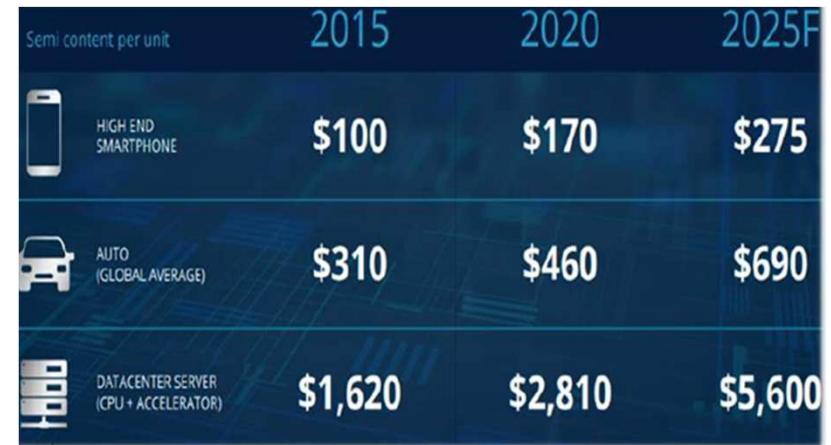 Semi content per unit 2015 2020 2025F
HIGH END
SMARTPHONE $100 $170 $275
AUTO
(GLOBAL AVERAGE) $310 $460 $690
DATACENTER SERVER
(CPU + ACCELERATOR) $1,620 $2,810 $5,600